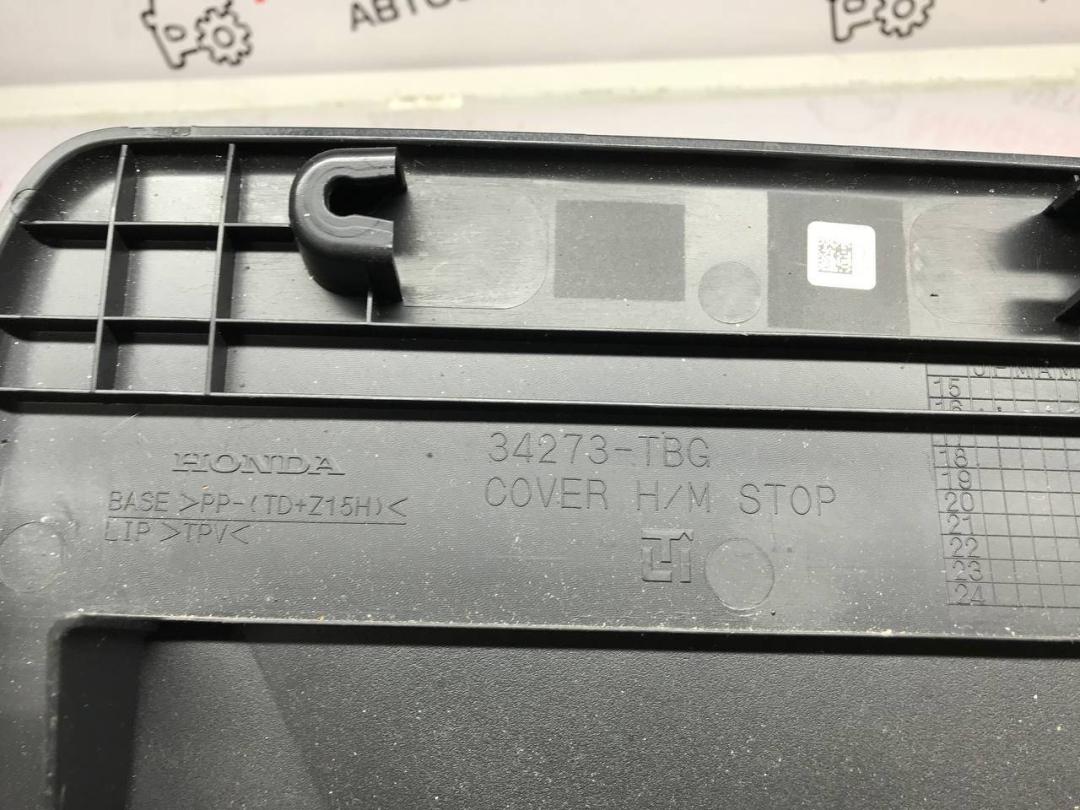 АВТО
HONDA
34273-TBG
BASE >PP-(TD+Z15H)<
COVER H/M STOP
LIP >TPV<
J F M A M
15
18
19
20
21
22
23
24